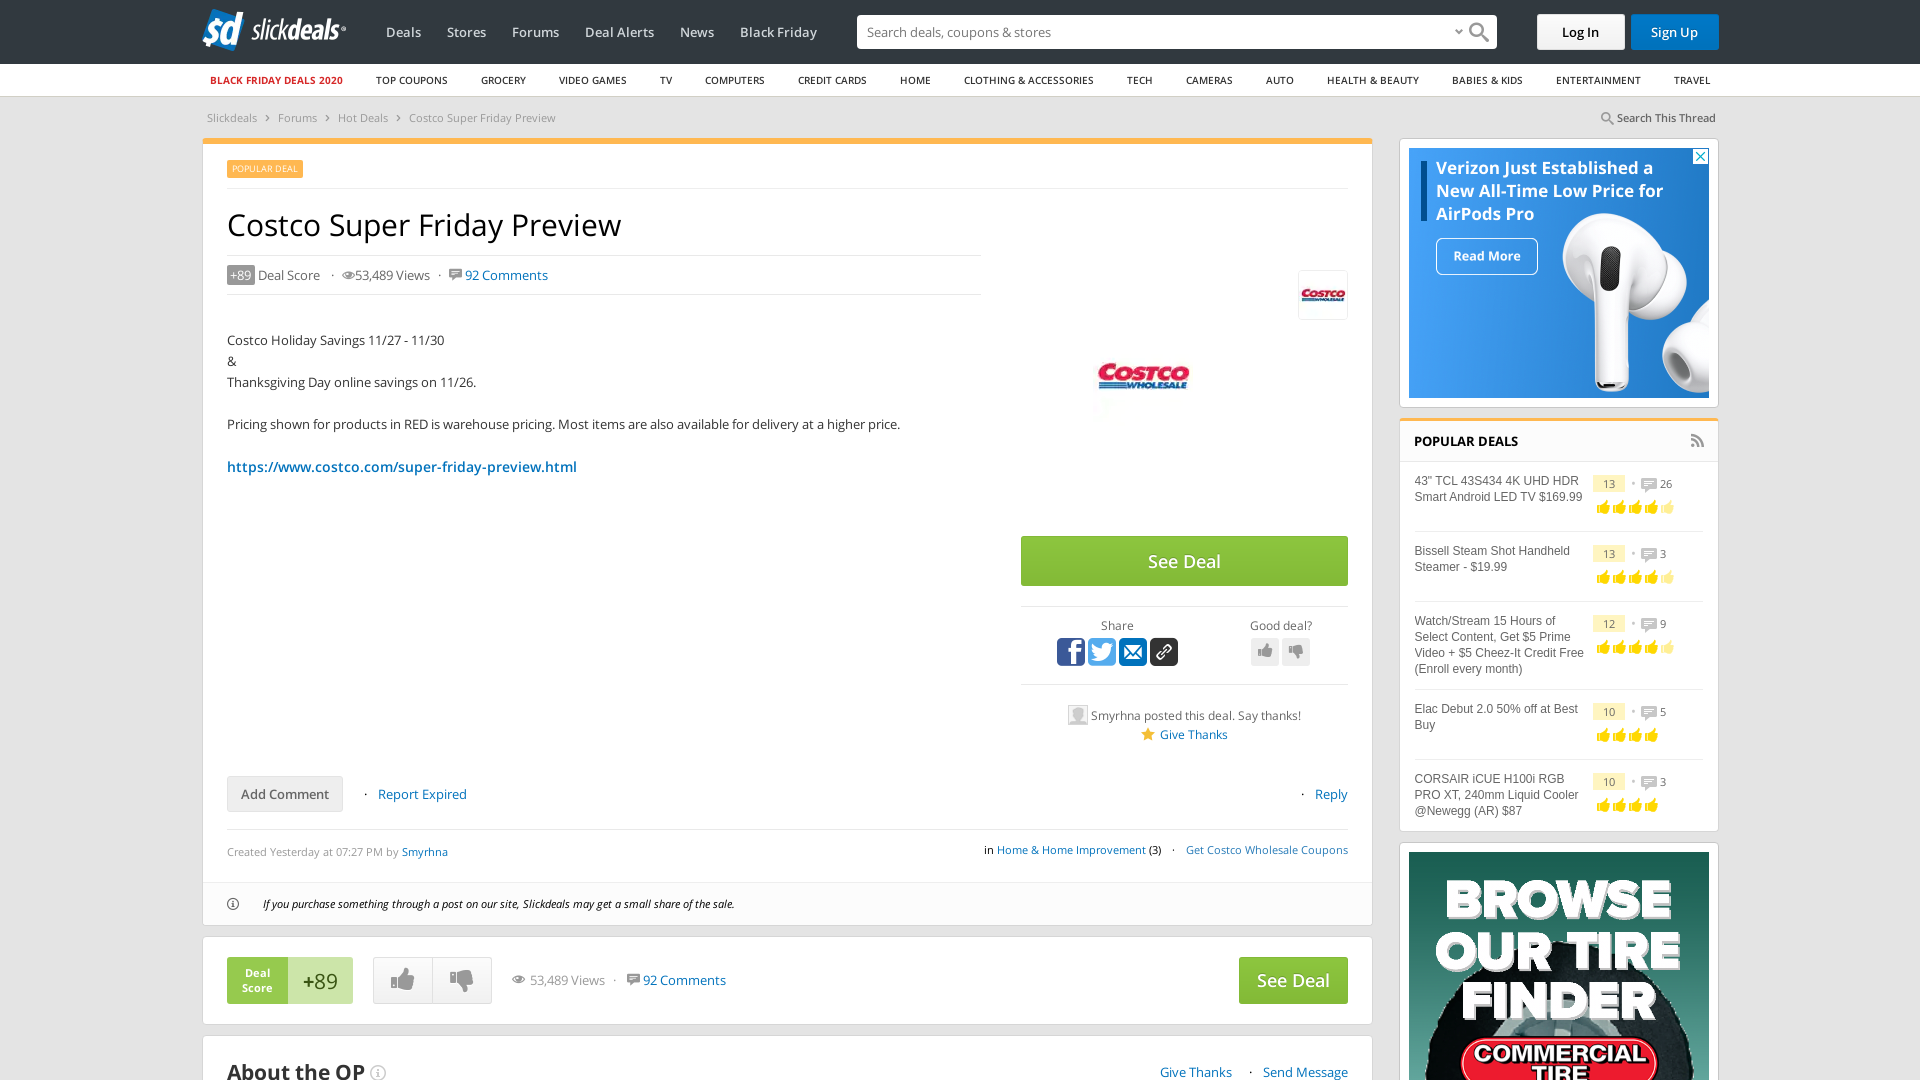 sd slickdeals
Deals
Stores
Forums
Deal Alerts
News
Black Friday
Search deals, coupons & stores
Log In
Sign Up
BLACK FRIDAY DEALS 2020
TOP COUPONS
GROCERY
VIDEO GAMES
TV
COMPUTERS
CREDIT CARDS
HOME
CLOTHING & ACCESSORIES
TECH
CAMERAS
AUTO
HEALTH & BEAUTY
BABIES & KIDS
ENTERTAINMENT
TRAVEL
Slickdeals › Forums › Hot Deals › Costco Super Friday Preview
Search This Thread
POPULAR DEAL
Costco Super Friday Preview
+89 Deal Score · 53,489 Views · 92 Comments
COSTCO
WHOLESALE
Costco Holiday Savings 11/27 - 11/30
&
Thanksgiving Day online savings on 11/26.
Pricing shown for products in RED is warehouse pricing. Most items are also available for delivery at a higher price.
https://www.costco.com/super-friday-preview.html
COSTCO
WHOLESALE
See Deal
Share
Good deal?
Smyrhna posted this deal. Say thanks!
Give Thanks
Add Comment · Report Expired
· Reply
Created Yesterday at 07:27 PM by Smyrhna
in Home & Home Improvement (3) · Get Costco Wholesale Coupons
If you purchase something through a post on our site, Slickdeals may get a small share of the sale.
Deal
Score
+89
53,489 Views · 92 Comments
See Deal
About the OP
Give Thanks · Send Message
Verizon Just Established a
New All-Time Low Price for
AirPods Pro
Read More
POPULAR DEALS
43" TCL 43S434 4K UHD HDR
Smart Android LED TV $169.99
13 • 26
Bissell Steam Shot Handheld
Steamer - $19.99
13 • 3
Watch/Stream 15 Hours of
Select Content, Get $5 Prime
Video + $5 Cheez-It Credit Free
(Enroll every month)
12 • 9
Elac Debut 2.0 50% off at Best
Buy
10 • 5
CORSAIR iCUE H100i RGB
PRO XT, 240mm Liquid Cooler
@Newegg (AR) $87
10 • 3
BROWSE
OUR TIRE
FINDER
COMMERCIAL
TIRE